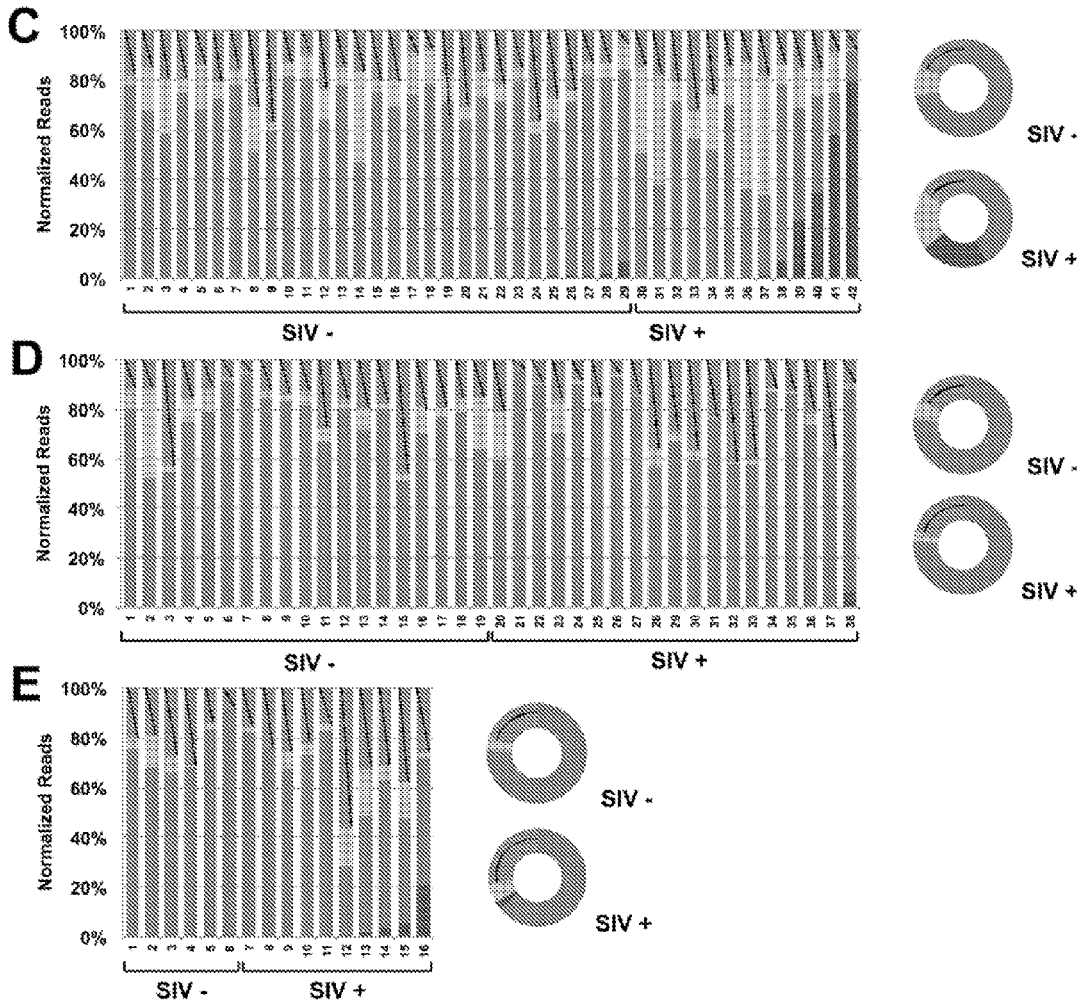 C
Normalized Reads
100%
80%
60%
40%
20%
0%
1 2 3 4 5 6 7 8 9 10 11 12 13 14 15 16 17 18 19 20 21 22 23 24 25 26 27 28 29 30 31 32 33 34 35 36 37 38 39 40 41 42
SIV - SIV +
SIV -
SIV +
D
Normalized Reads
100%
80%
60%
40%
20%
0%
1 2 3 4 5 6 7 8 9 10 11 12 13 14 15 16 17 18 19 20 21 22 23 24 25 26 27 28 29 30 31 32 33 34 35 36 37 38
SIV - SIV +
SIV -
SIV +
E
Normalized Reads
100%
80%
60%
40%
20%
0%
1 2 3 4 5 6 7 8 9 10 11 12 13 14 15 16
SIV - SIV +
SIV -
SIV +